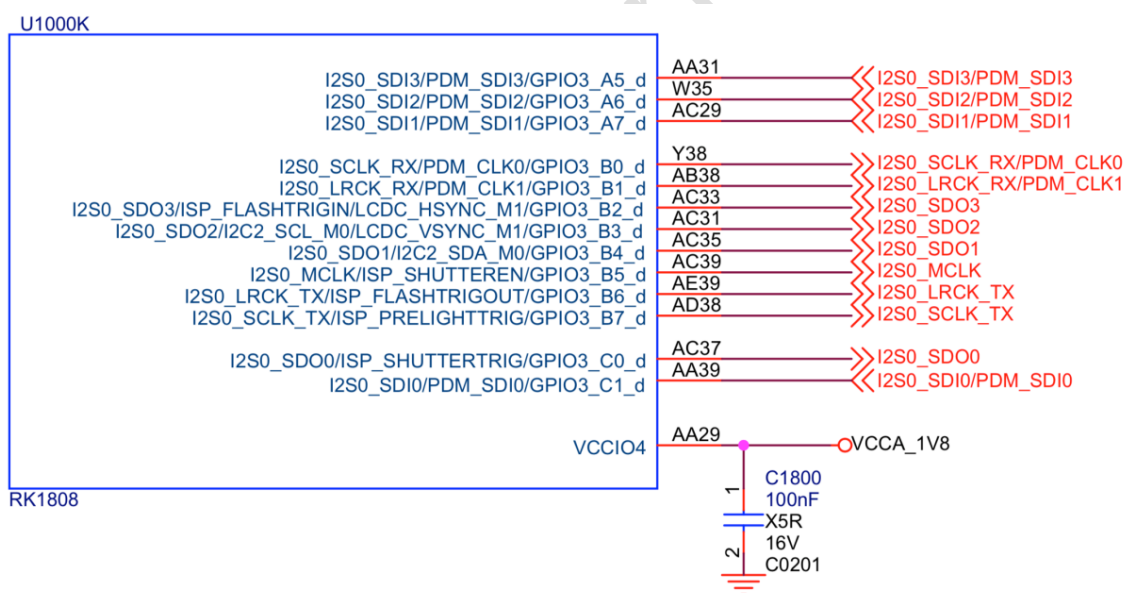 U1000K
I2S0_SDI3/PDM_SDI3/GPIO3_A5_d AA31 I2S0_SDI3/PDM_SDI3
I2S0_SDI2/PDM_SDI2/GPIO3_A6_d W35 I2S0_SDI2/PDM_SDI2
I2S0_SDI1/PDM_SDI1/GPIO3_A7_d AC29 I2S0_SDI1/PDM_SDI1
I2S0_SCLK_RX/PDM_CLK0/GPIO3_B0_d Y38 I2S0_SCLK_RX/PDM_CLK0
I2S0_LRCK_RX/PDM_CLK1/GPIO3_B1_d AB38 I2S0_LRCK_RX/PDM_CLK1
I2S0_SDO3/ISP_FLASHTRIGIN/LCDC_HSYNC_M1/GPIO3_B2_d AC33 I2S0_SDO3
I2S0_SDO2/I2C2_SCL_M0/LCDC_VSYNC_M1/GPIO3_B3_d AC31 I2S0_SDO2
I2S0_SDO1/I2C2_SDA_M0/GPIO3_B4_d AC35 I2S0_SDO1
I2S0_MCLK/ISP_SHUTTEREN/GPIO3_B5_d AC39 I2S0_MCLK
I2S0_LRCK_TX/ISP_FLASHTRIGOUT/GPIO3_B6_d AE39 I2S0_LRCK_TX
I2S0_SCLK_TX/ISP_PRELIGHTTRIG/GPIO3_B7_d AD38 I2S0_SCLK_TX
I2S0_SDO0/ISP_SHUTTERTRIG/GPIO3_C0_d AC37 I2S0_SDO0
I2S0_SDI0/PDM_SDI0/GPIO3_C1_d AA39 I2S0_SDI0/PDM_SDI0
VCCIO4 AA29 VCCA_1V8
RK1808
1
C1800
100nF
X5R
16V
2
C0201